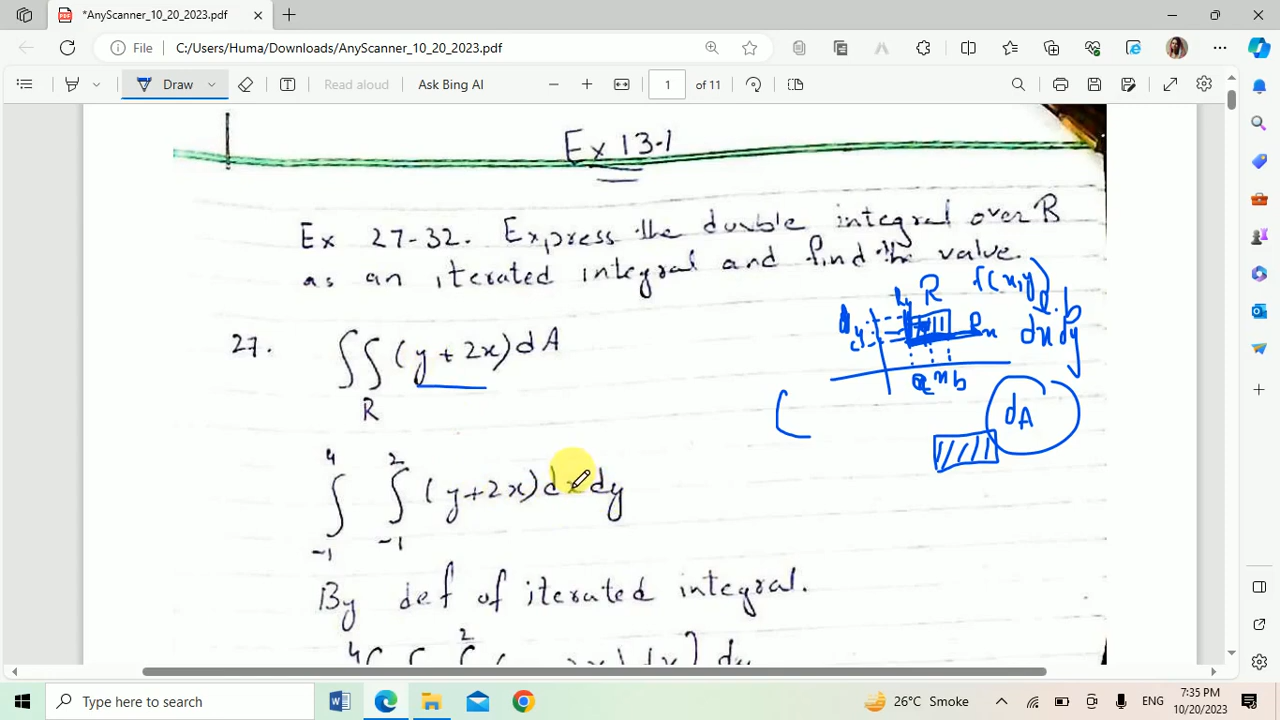 *AnyScanner_10_20_2023.pdf
File
C:/Users/Huma/Downloads/AnyScanner_10_20_2023.pdf
Draw
Read aloud
Ask Bing AI
1
of 11
Ex 13.1
Ex 27-32. Express the double integral over R
as an iterated integral and find the value.
R f(x,y)
dx dy
a x b
dA
27. ∫∫ (y + 2x) dA
R
4 2
∫ ∫ (y+2x) dx dy
-1 -1
By def of iterated integral.
Type here to search
26°C Smoke
ENG
7:35 PM
10/20/2023